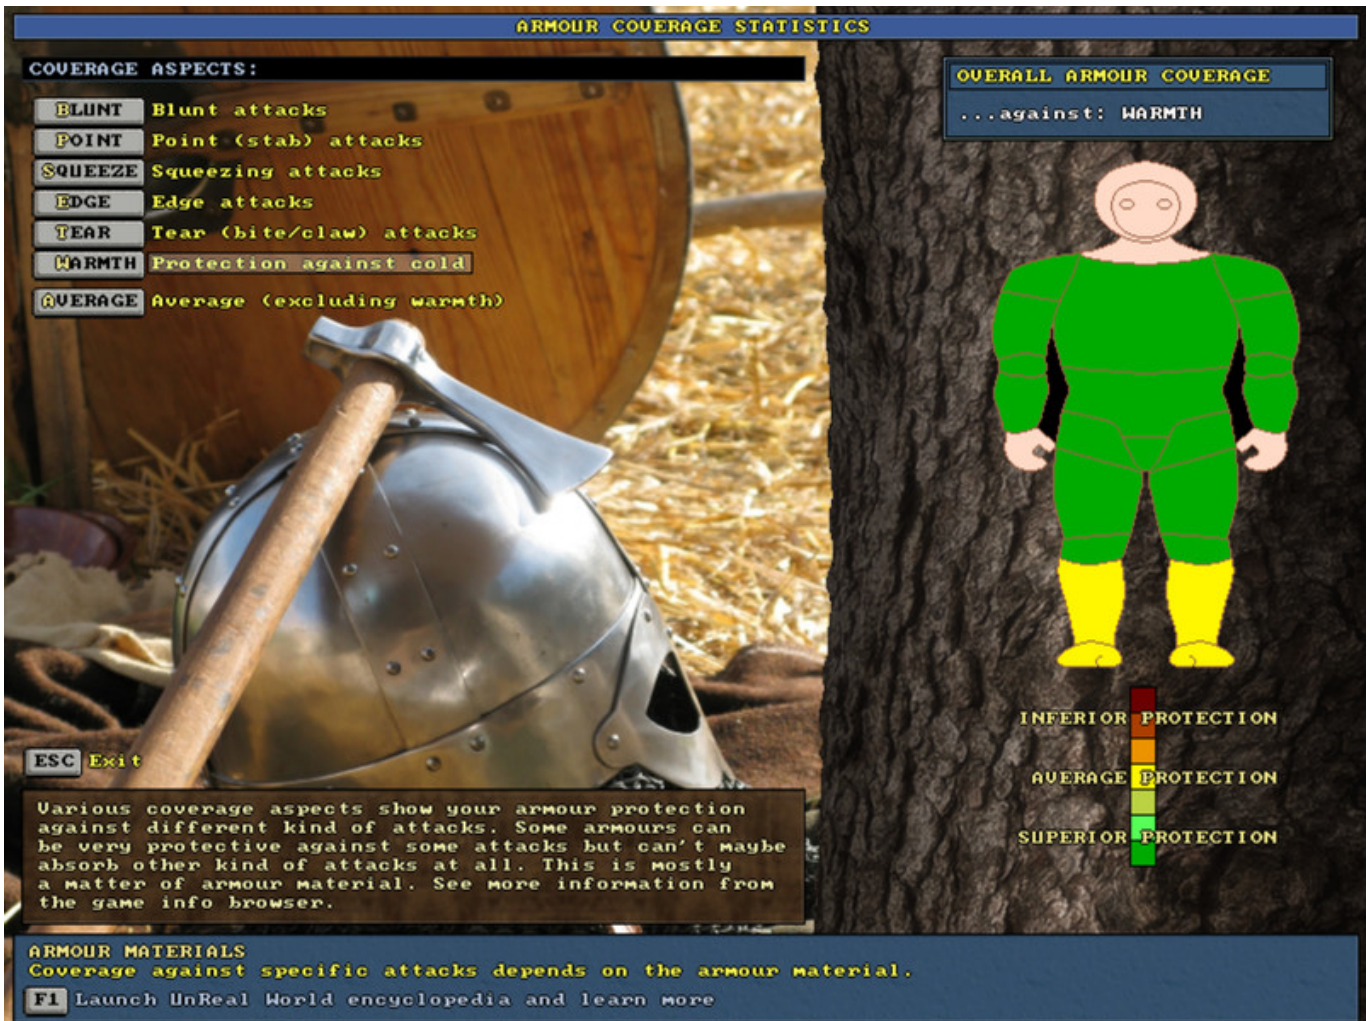 ARMOUR COVERAGE STATISTICS
COVERAGE ASPECTS:
BLUNT Blunt attacks
POINT Point (stab) attacks
SQUEEZE Squeezing attacks
EDGE Edge attacks
TEAR Tear (bite/claw) attacks
WARMTH Protection against cold
AVERAGE Average (excluding warmth)
OVERALL ARMOUR COVERAGE
...against: WARMTH
INFERIOR PROTECTION
AVERAGE PROTECTION
SUPERIOR PROTECTION
ESC Exit
Various coverage aspects show your armour protection
against different kind of attacks. Some armours can
be very protective against some attacks but can't maybe
absorb other kind of attacks at all. This is mostly
a matter of armour material. See more information from
the game info browser.
ARMOUR MATERIALS
Coverage against specific attacks depends on the armour material.
F1 Launch UnReal World encyclopedia and learn more